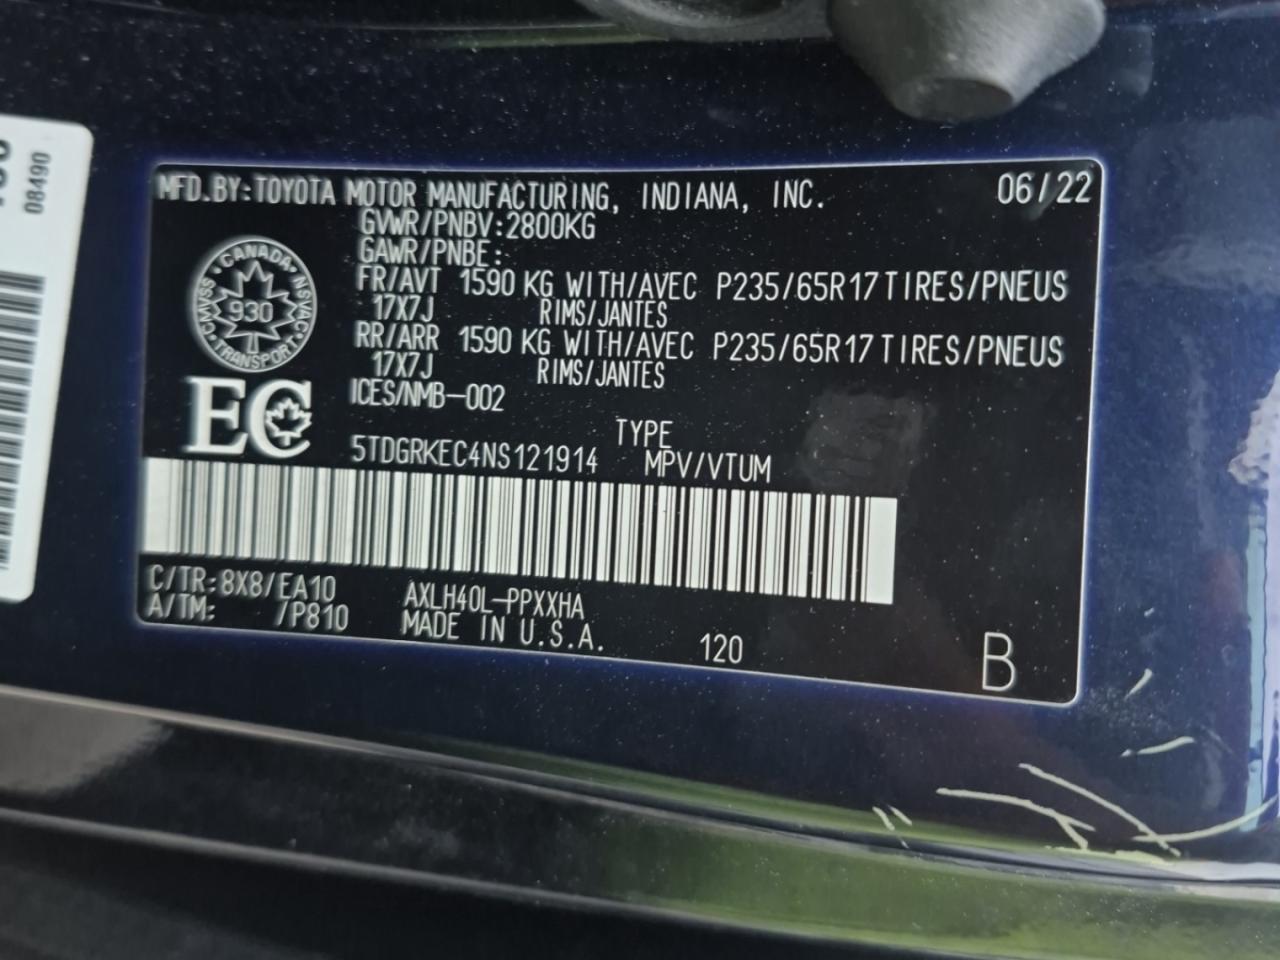 08490
MFD.BY:TOYOTA MOTOR MANUFACTURING, INDIANA, INC. 06/22
GVWR/PNBV:2800KG
GAWR/PNBE:
FR/AVT 1590 KG WITH/AVEC P235/65R17 TIRES/PNEUS
17X7J RIMS/JANTES
RR/ARR 1590 KG WITH/AVEC P235/65R17 TIRES/PNEUS
17X7J RIMS/JANTES
ICES/NMB-002
CANADA
CMVSS 930 NSVAC
TRANSPORT
EC
TYPE
5TDGRKEC4NS121914 MPV/VTUM
C/TR:8X8/EA10 AXLH40L-PPXXHA
A/TM: /P810 MADE IN U.S.A. 120 B